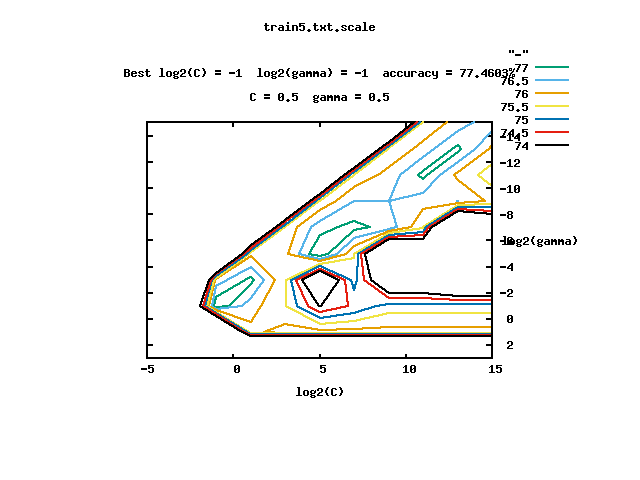 train5.txt.scale
"-"
Best log2(C) = -1 log2(gamma) = -1 accuracy = 77.4603%
77
76.5
C = 0.5 gamma = 0.5
76
75.5
75
74.5
74
-14
-12
-10
-8
-6
log2(gamma)
-4
-2
0
2
-5 0 5 10 15
log2(C)